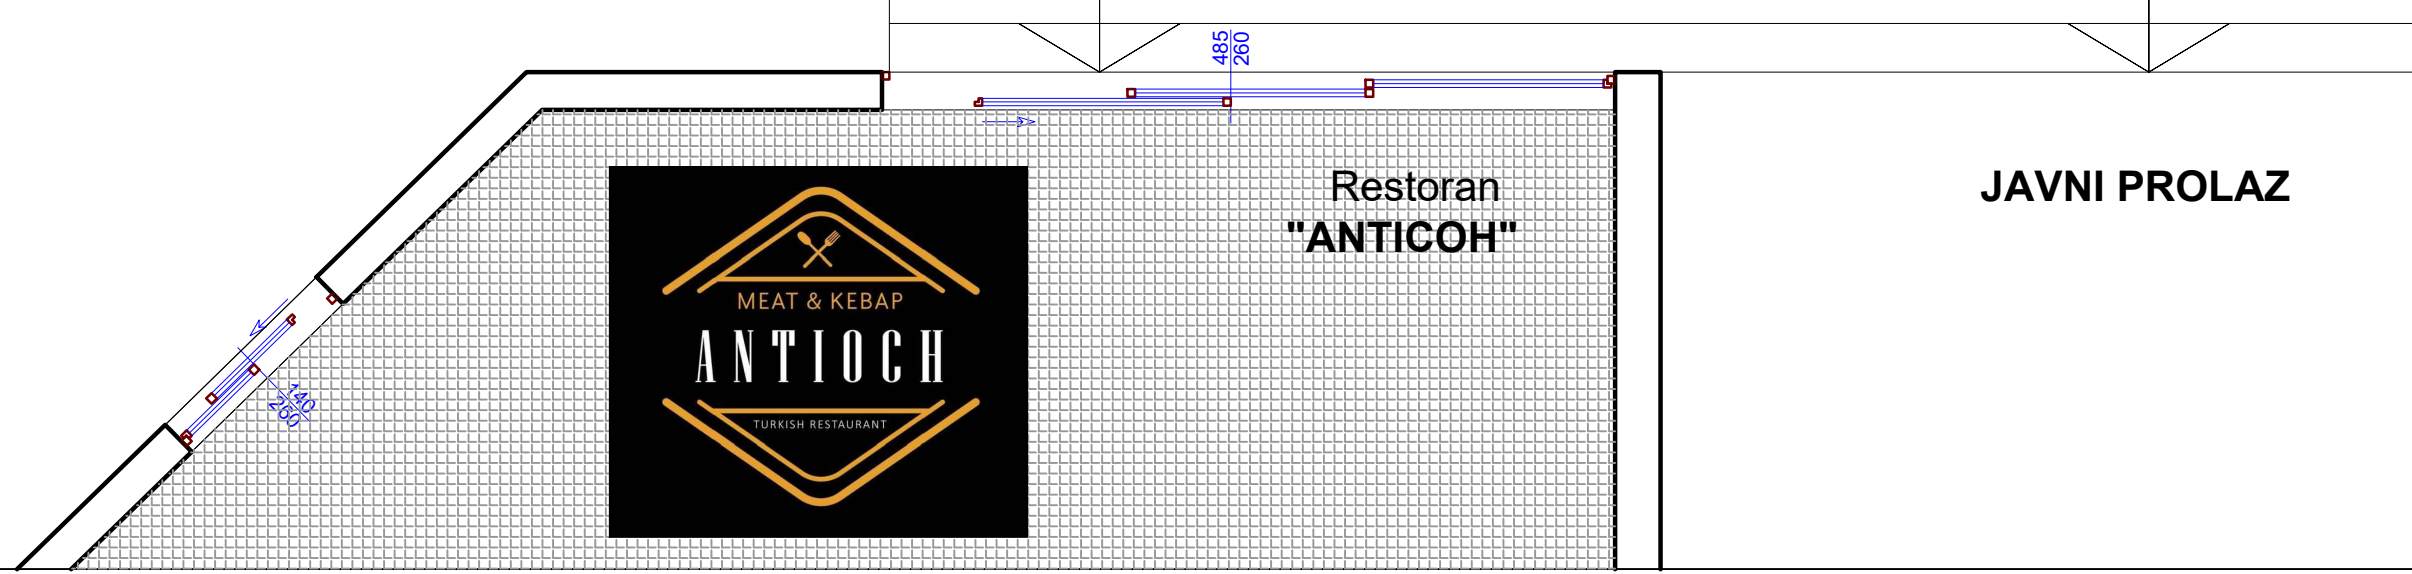 485
260
Restoran
"ANTICOH"
JAVNI PROLAZ
MEAT & KEBAP
ANTIOCH
TURKISH RESTAURANT
140
260